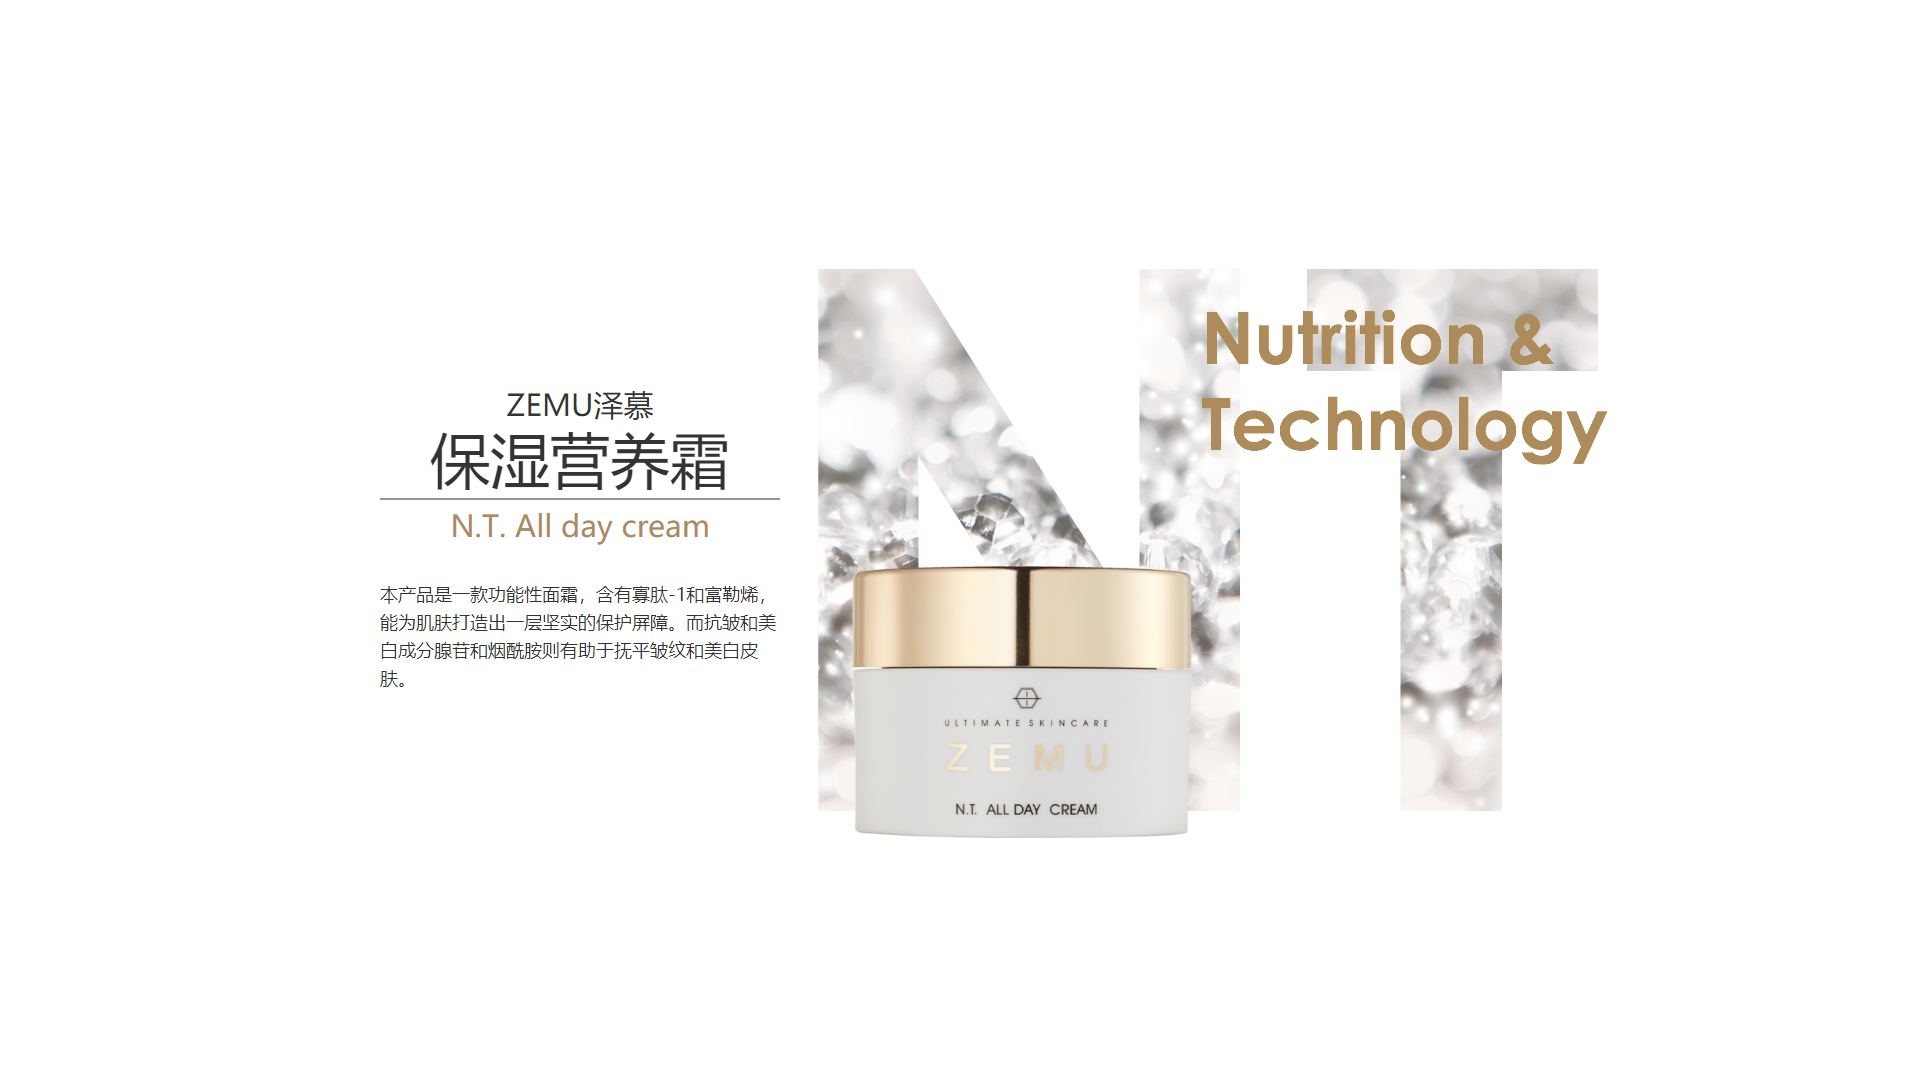 ZEMU泽慕
保湿营养霜
N.T. All day cream
本产品是一款功能性面霜，含有寡肽-1和富勒烯，
能为肌肤打造出一层坚实的保护屏障。而抗皱和美
白成分腺苷和烟酰胺则有助于抚平皱纹和美白皮
肤。
NT
Nutrition &
Technology
ULTIMATE SKINCARE
ZEMU
N.T. ALL DAY CREAM